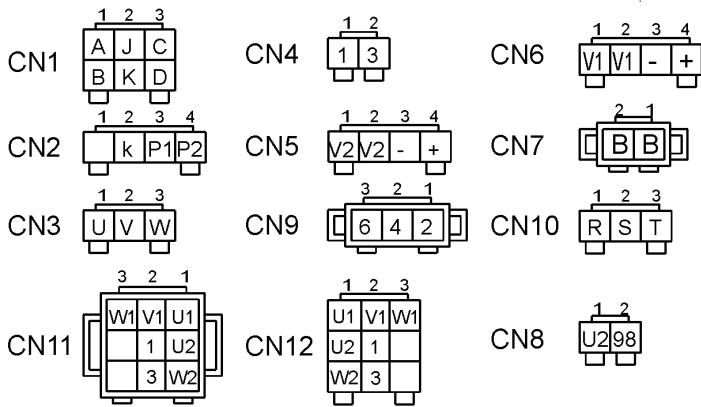 1 2 3
CN1 A J C
B K D
1 2
CN4 1 3
1 2 3 4
CN6 V1 V1 - +
1 2 3 4
CN2 k P1 P2
1 2 3 4
CN5 V2 V2 - +
2 1
CN7 B B
1 2 3
CN3 U V W
3 2 1
CN9 6 4 2
1 2 3
CN10 R S T
3 2 1
W1 V1 U1
CN11 1 U2
3 W2
1 2 3
U1 V1 W1
CN12 U2 1
W2 3
1 2
CN8 U2 98